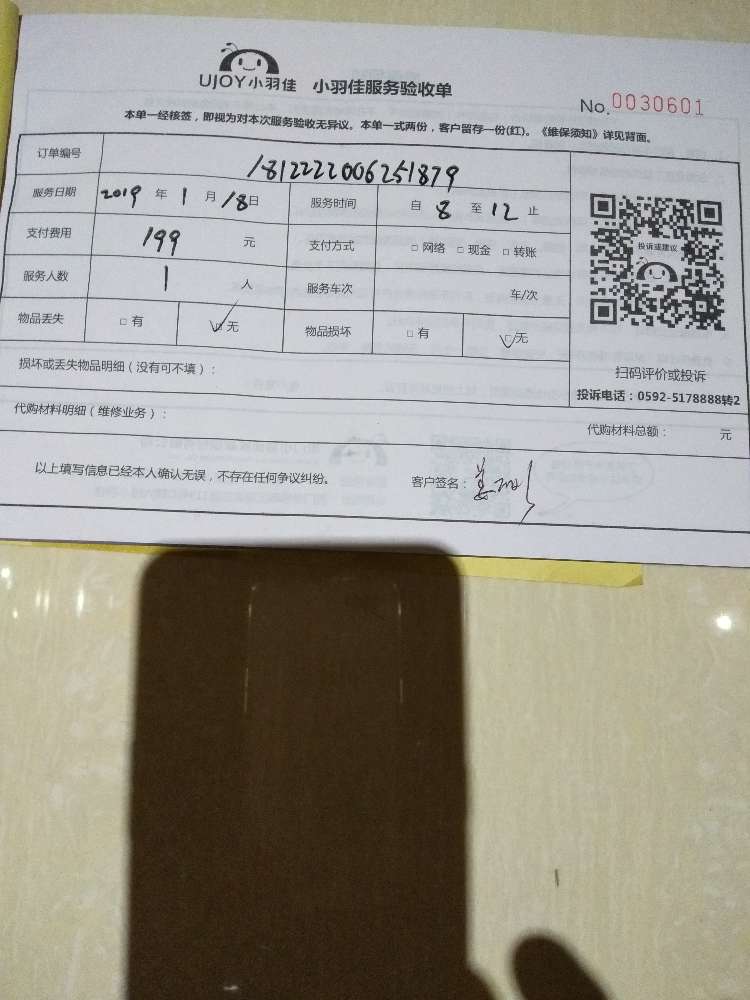 UJOY小羽佳 小羽佳服务验收单
No.0030601
本单一经核签，即视为对本次服务验收无异议。本单一式两份，客户留存一份(红)。《维保须知》详见背面。
订单编号 1812222006251879
服务日期 2019 年 1 月 18 日 服务时间 自 8 至 12 止
支付费用 199 元 支付方式 □ 网络 □ 现金 □ 转账
服务人数 1 人 服务车次 车/次
物品丢失 □ 有 ☑ 无 物品损坏 □ 有 ☑ 无
投诉或建议
扫码评价或投诉
投诉电话：0592-5178888转2
损坏或丢失物品明细（没有可不填）：
代购材料明细（维修业务）： 代购材料总额： 元
以上填写信息已经本人确认无误，不存在任何争议纠纷。 客户签名：